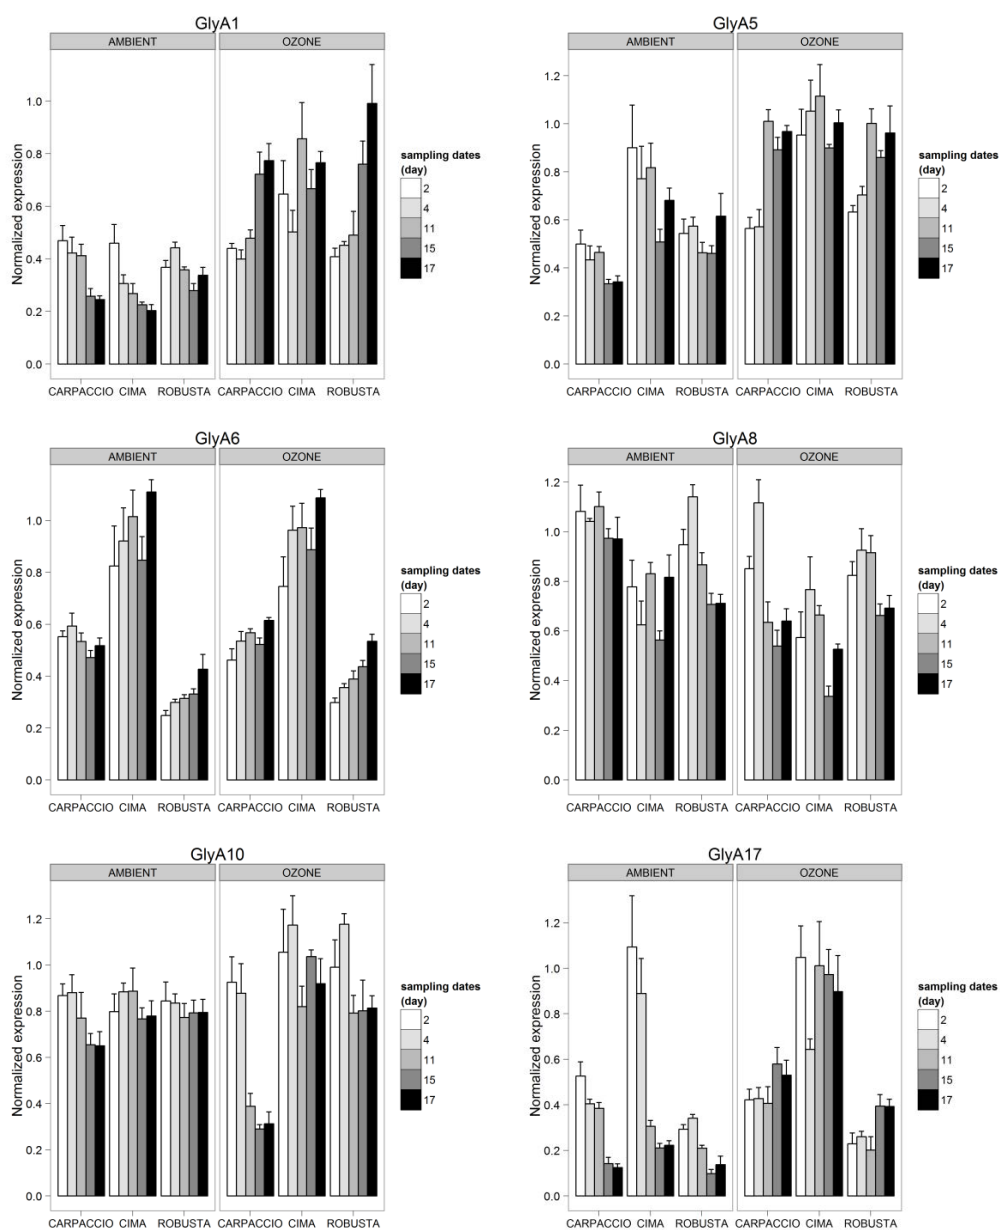 GlyA1
AMBIENT OZONE
Normalized expression
1.0
0.8
0.6
0.4
0.2
0.0
CARPACCIO CIMA ROBUSTA CARPACCIO CIMA ROBUSTA
sampling dates
(day)
2
4
11
15
17
GlyA5
AMBIENT OZONE
Normalized expression
1.2
1.0
0.8
0.6
0.4
0.2
0.0
CARPACCIO CIMA ROBUSTA CARPACCIO CIMA ROBUSTA
sampling dates
(day)
2
4
11
15
17
GlyA6
AMBIENT OZONE
Normalized expression
1.0
0.8
0.6
0.4
0.2
0.0
CARPACCIO CIMA ROBUSTA CARPACCIO CIMA ROBUSTA
sampling dates
(day)
2
4
11
15
17
GlyA8
AMBIENT OZONE
Normalized expression
1.2
1.0
0.8
0.6
0.4
0.2
0.0
CARPACCIO CIMA ROBUSTA CARPACCIO CIMA ROBUSTA
sampling dates
(day)
2
4
11
15
17
GlyA10
AMBIENT OZONE
Normalized expression
1.2
1.0
0.8
0.6
0.4
0.2
0.0
CARPACCIO CIMA ROBUSTA CARPACCIO CIMA ROBUSTA
sampling dates
(day)
2
4
11
15
17
GlyA17
AMBIENT OZONE
Normalized expression
1.2
1.0
0.8
0.6
0.4
0.2
0.0
CARPACCIO CIMA ROBUSTA CARPACCIO CIMA ROBUSTA
sampling dates
(day)
2
4
11
15
17